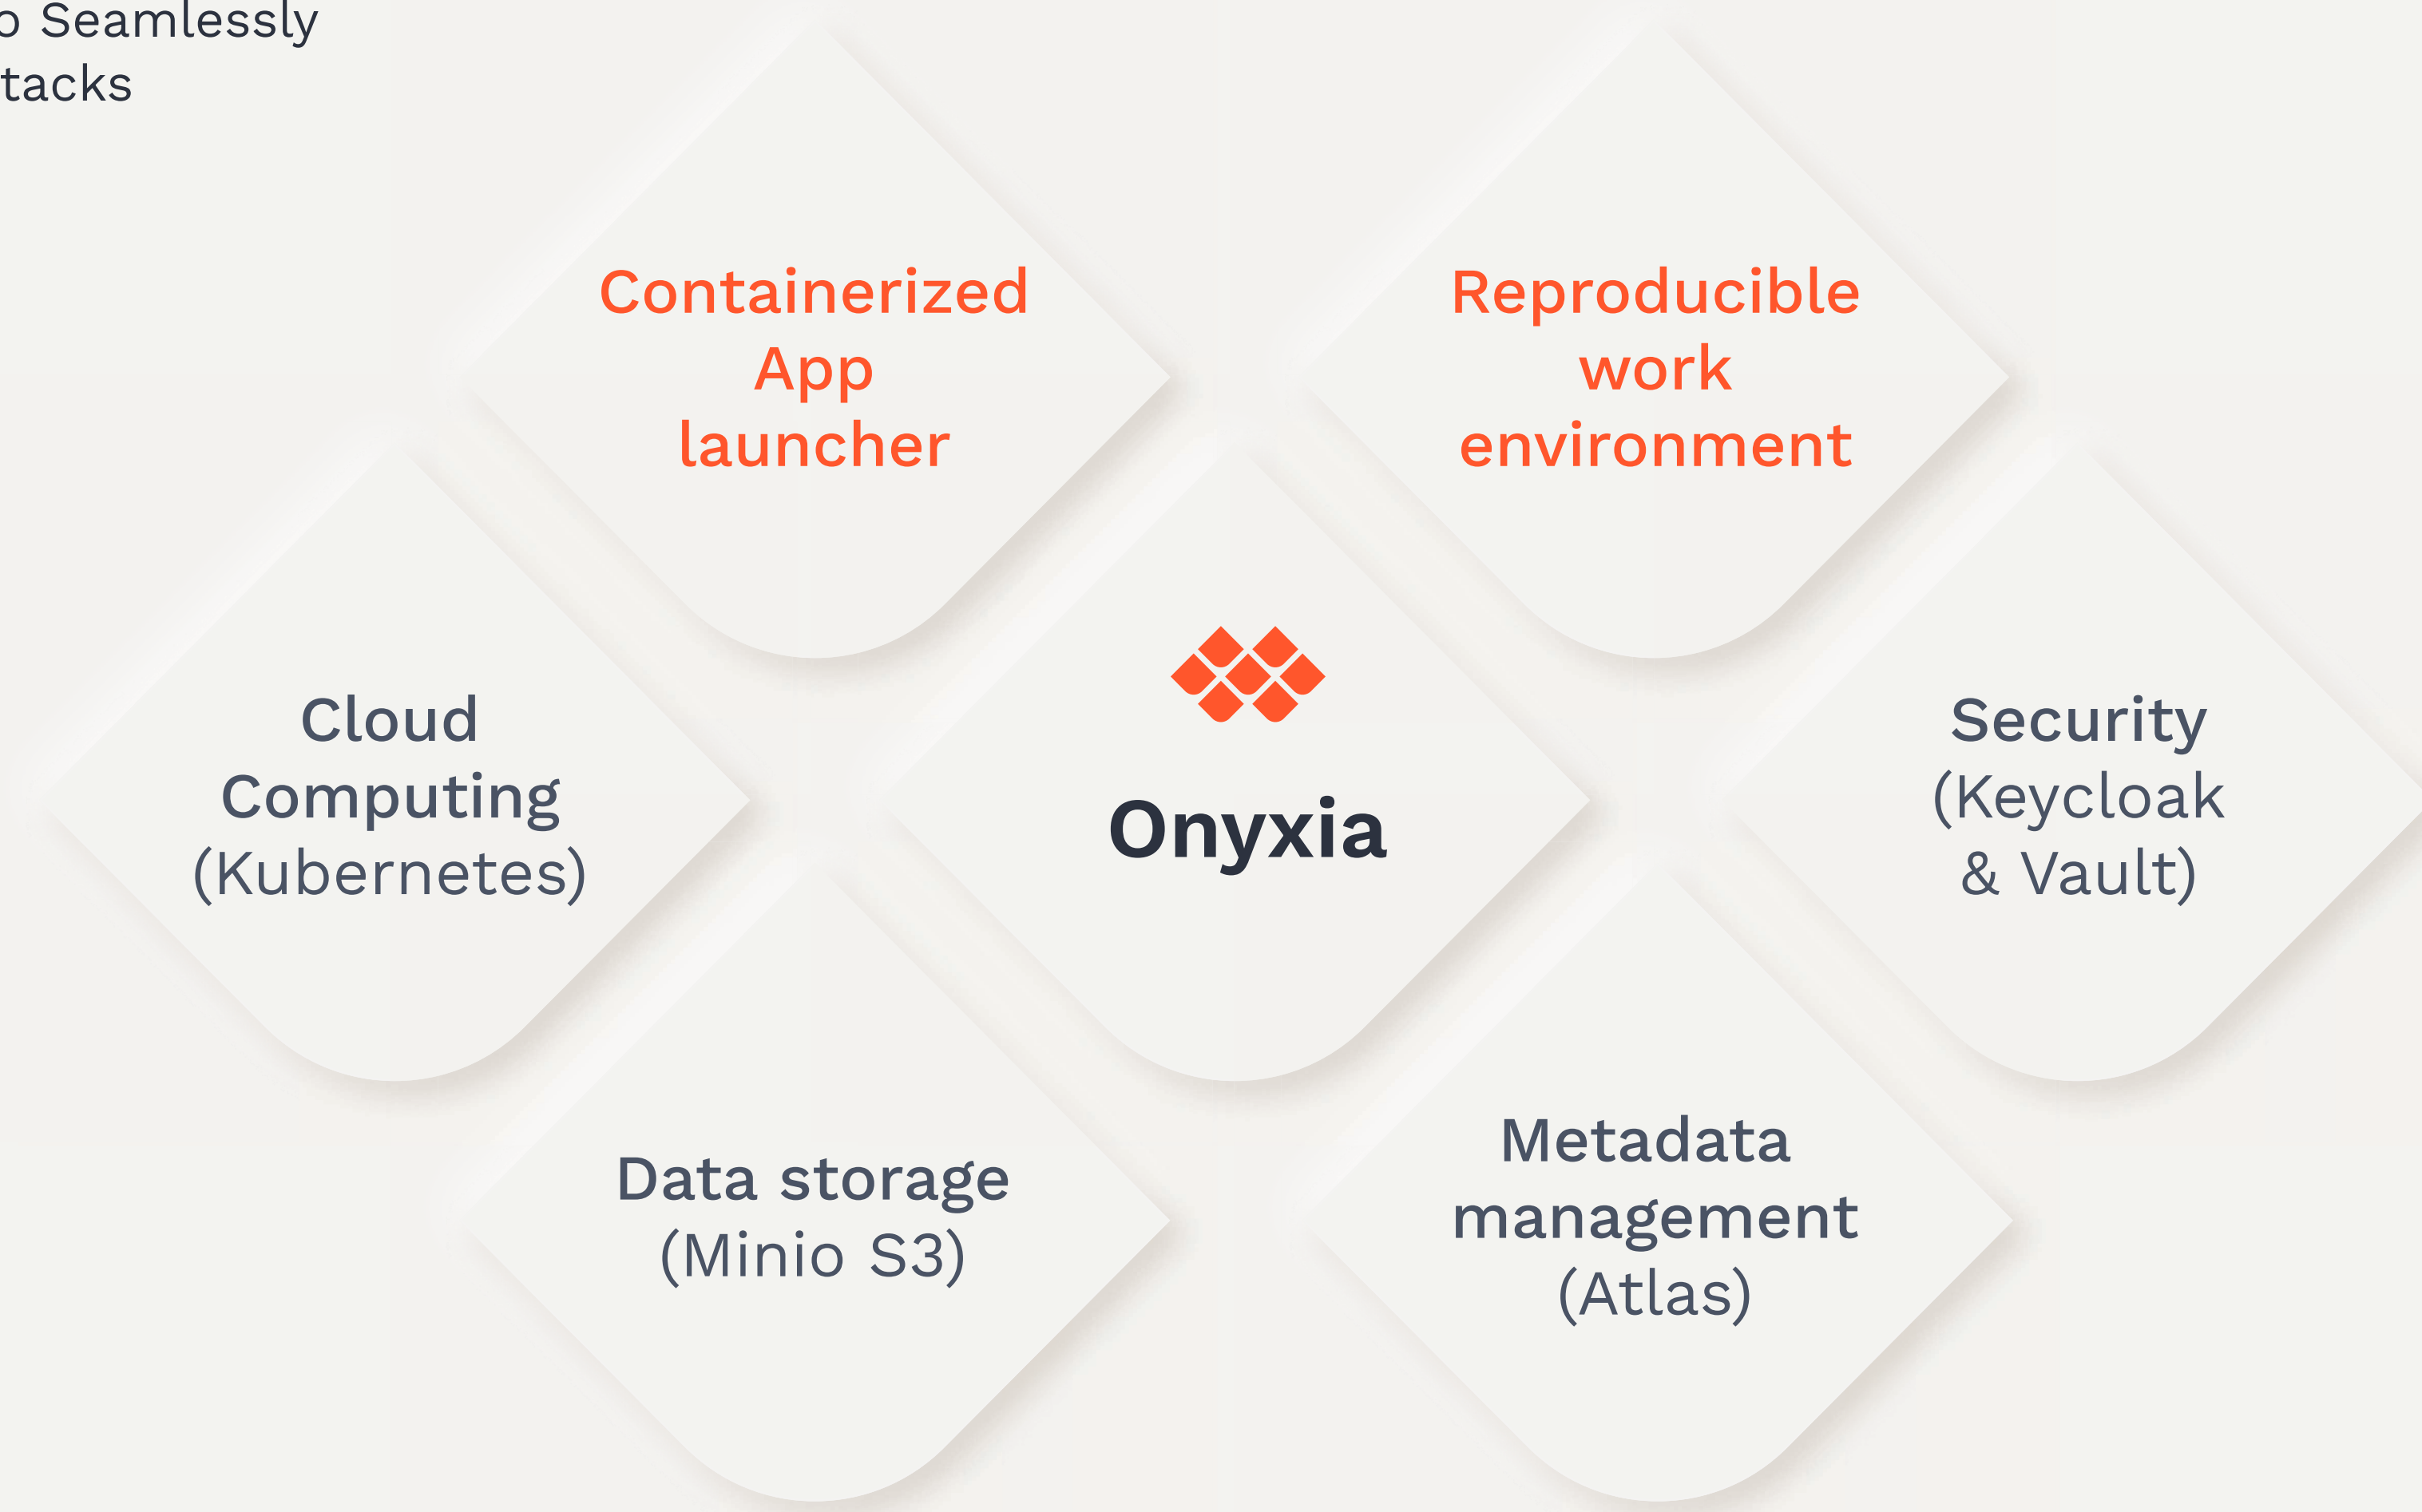 o Seamlessly
tacks
Containerized
App
launcher
Reproducible
work
environment
Cloud
Computing
(Kubernetes)
Onyxia
Security
(Keycloak
& Vault)
Data storage
(Minio S3)
Metadata
management
(Atlas)